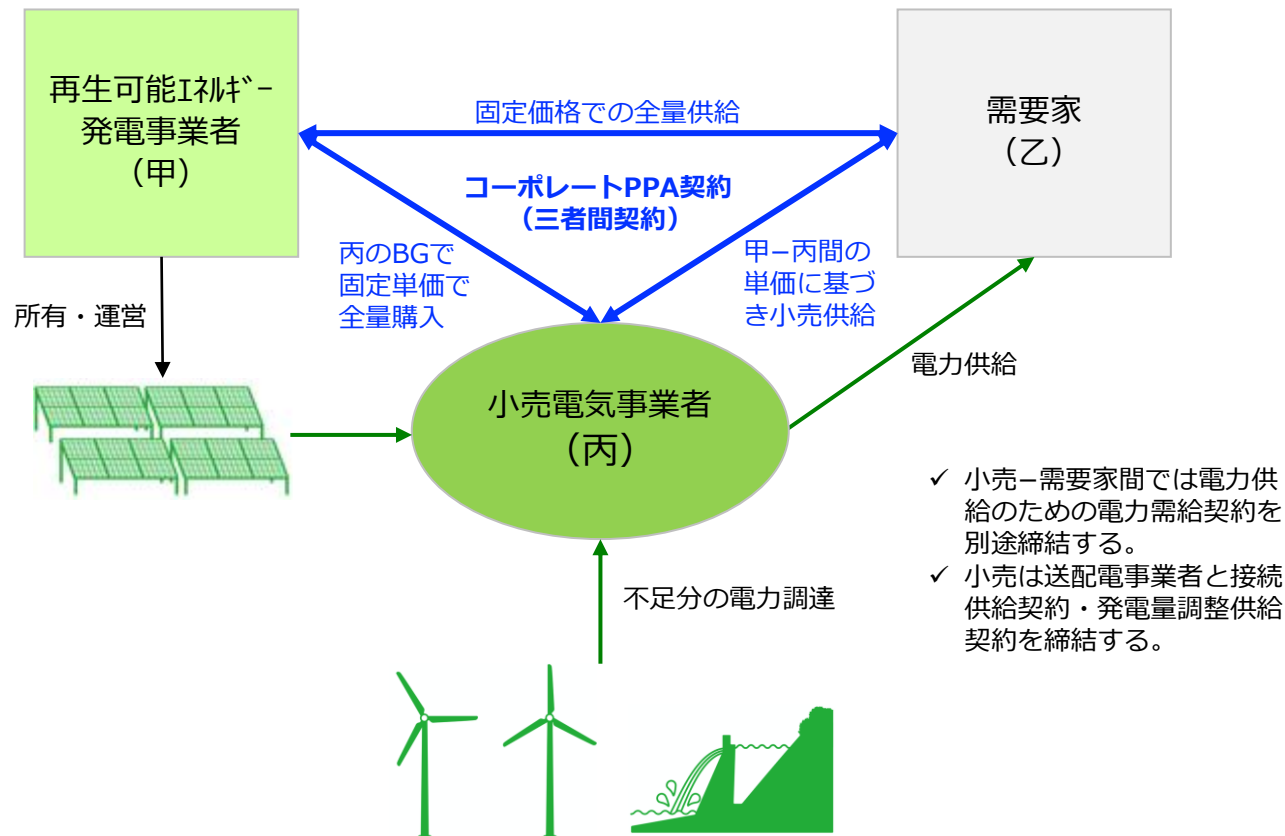 再生可能ｴﾈﾙｷﾞｰ
発電事業者
（甲）
固定価格での全量供給
需要家
（乙）
コーポレートPPA契約
（三者間契約）
丙のBGで
固定単価で
全量購入
甲−丙間の
単価に基づ
き小売供給
所有・運営
電力供給
小売電気事業者
（丙）
✓ 小売−需要家間では電力供
給のための電力需給契約を
別途締結する。
✓ 小売は送配電事業者と接続
供給契約・発電量調整供給
契約を締結する。
不足分の電力調達